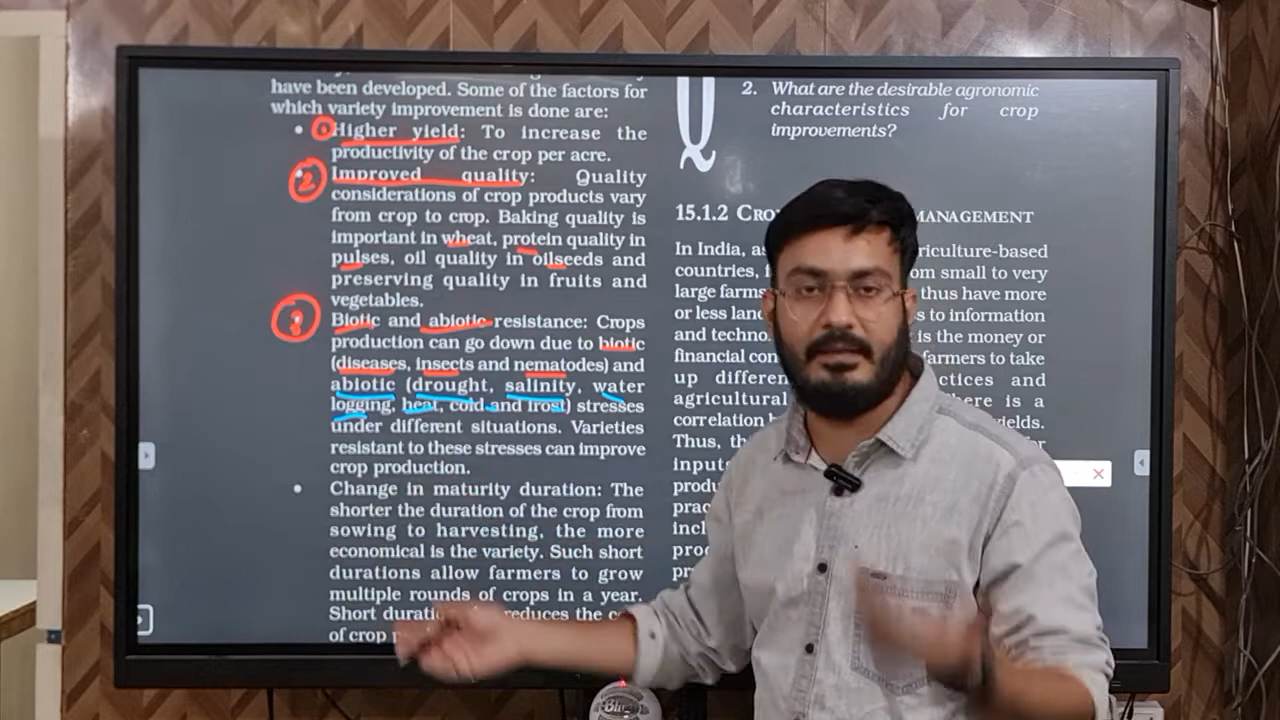 have been developed. Some of the factors for
which variety improvement is done are:
• Higher yield: To increase the
productivity of the crop per acre.
Improved quality: Quality
considerations of crop products vary
from crop to crop. Baking quality is
important in wheat, protein quality in
pulses, oil quality in oilseeds and
preserving quality in fruits and
vegetables.
Biotic and abiotic resistance: Crops
production can go down due to biotic
(diseases, insects and nematodes) and
abiotic (drought, salinity, water
logging, heat, cold and frost) stresses
under different situations. Varieties
resistant to these stresses can improve
crop production.
• Change in maturity duration: The
shorter the duration of the crop from
sowing to harvesting, the more
economical is the variety. Such short
durations allow farmers to grow
multiple rounds of crops in a year.
Short reduces the
of crop
1
2
3
Q
2. What are the desirable agronomic
characteristics for crop
improvements?
15.1.2 MANAGEMENT
In India, riculture-based
countries, om small to very
large farms thus have more
or less s to information
and is the money or
financial farmers to take
up ctices and
agricultural here is a
correlation ields.
Thus,
Blue